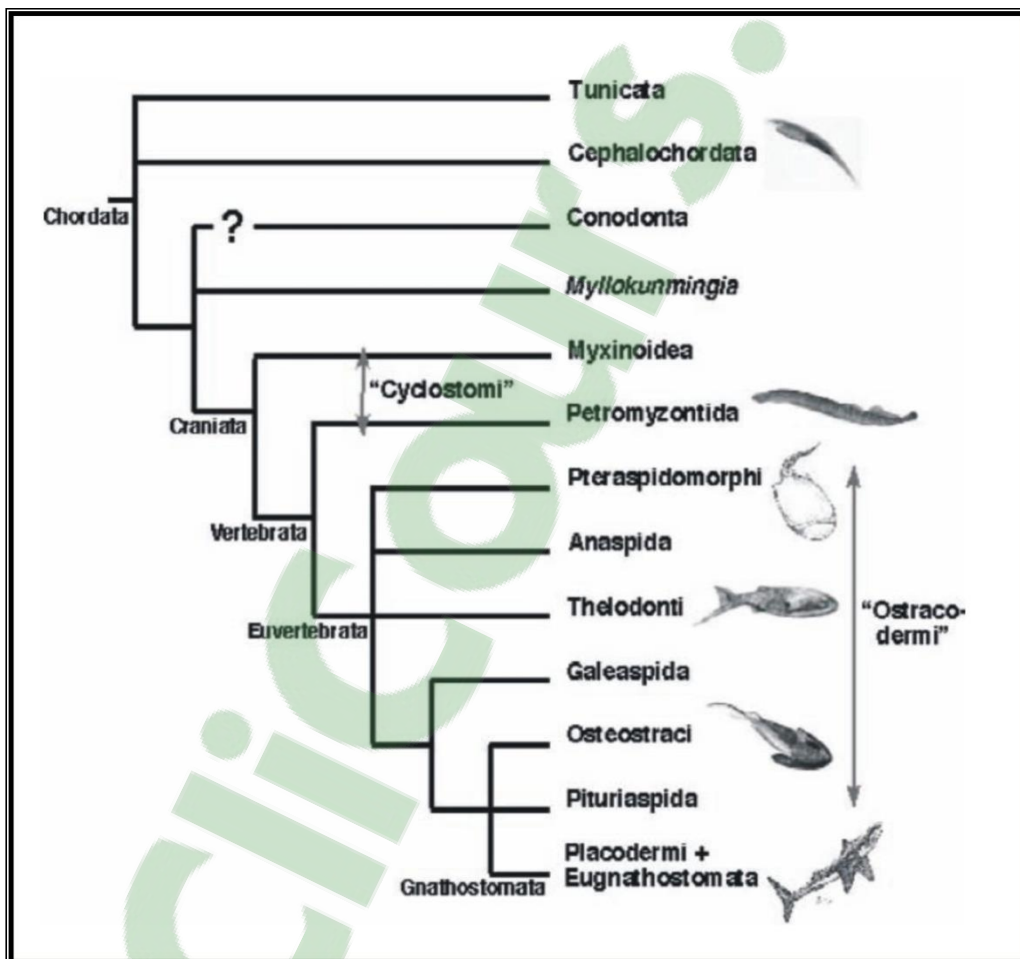 Tunicata
Cephalochordata
Chordata
?
Conodonta
Myllokunmingia
Myxinoidea
“Cyclostomi”
Craniata
Petromyzontida
Pteraspidomorphi
Vertebrata
Anaspida
Thelodonti
“Ostraco-
dermi”
Euvertebrata
Galeaspida
Osteostraci
Pituriaspida
Placodermi +
Eugnathostomata
Gnathostomata
cliCours.